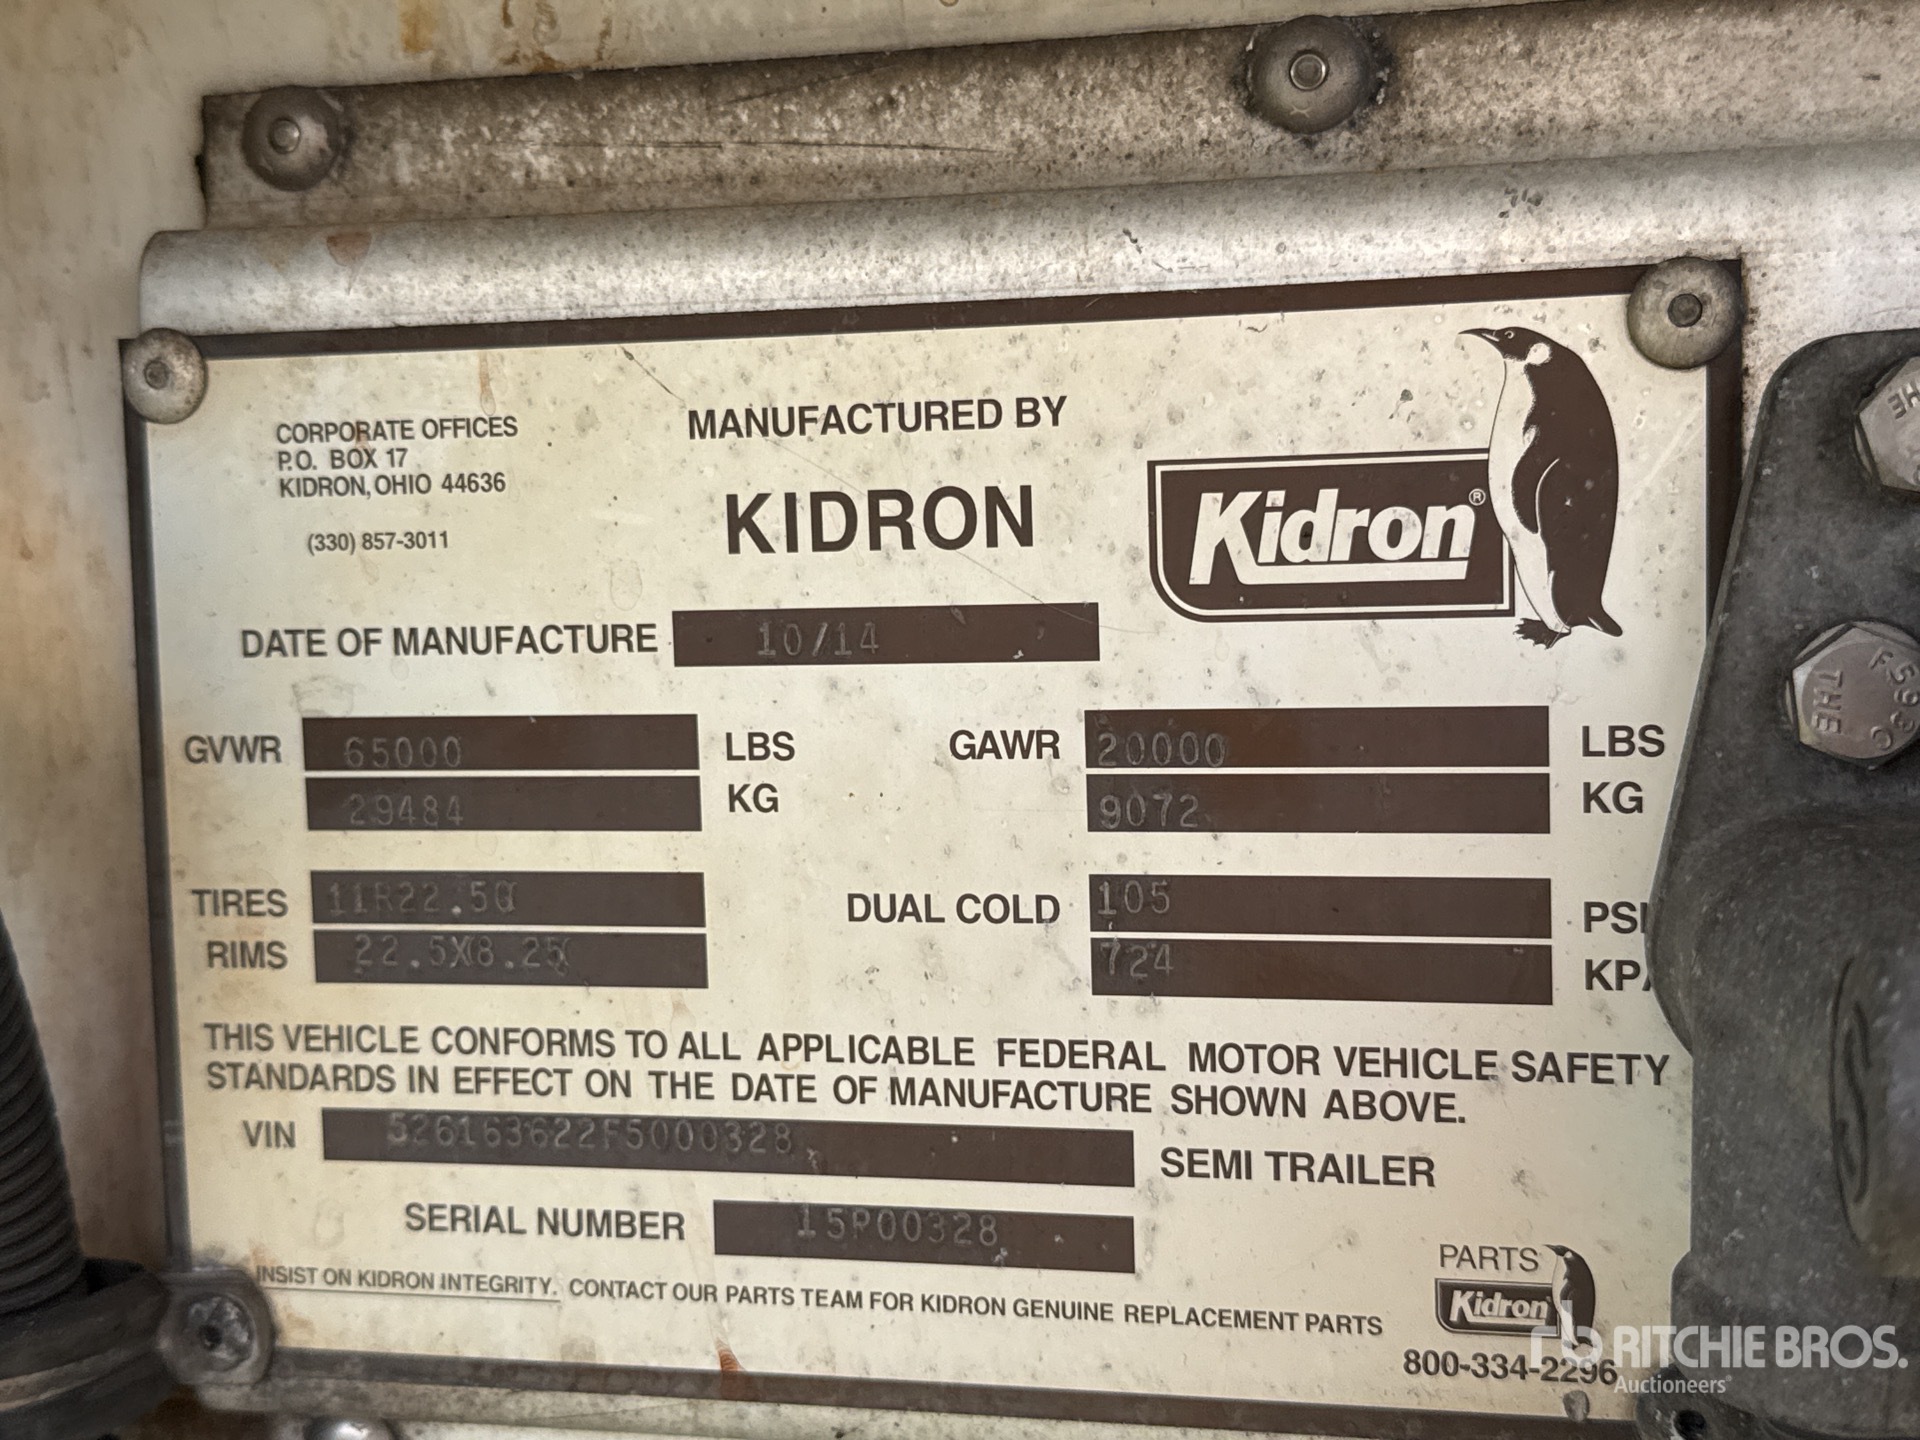 CORPORATE OFFICES
P.O. BOX 17
KIDRON, OHIO 44636
(330) 857-3011
MANUFACTURED BY
KIDRON
Kidron®
DATE OF MANUFACTURE 10/14
GVWR 65000 LBS
29484 KG
GAWR 20000 LBS
9072 KG
TIRES 11R22.5G
RIMS 22.5X8.25
DUAL COLD 105 PSI
724 KPA
THIS VEHICLE CONFORMS TO ALL APPLICABLE FEDERAL MOTOR VEHICLE SAFETY
STANDARDS IN EFFECT ON THE DATE OF MANUFACTURE SHOWN ABOVE.
VIN 526163622F5000328 SEMI TRAILER
SERIAL NUMBER 15P00328
INSIST ON KIDRON INTEGRITY. CONTACT OUR PARTS TEAM FOR KIDRON GENUINE REPLACEMENT PARTS
PARTS
Kidron
800-334-2296
RITCHIE BROS.
Auctioneers
F593C
THE